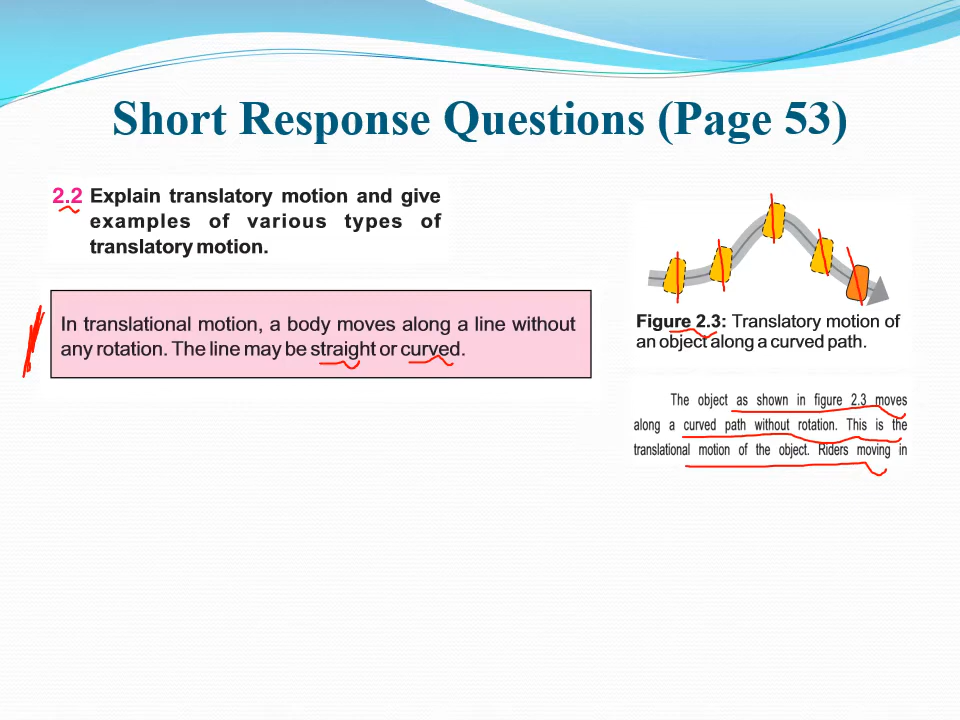 Short Response Questions (Page 53)
2.2 Explain translatory motion and give
examples of various types of
translatory motion.
In translational motion, a body moves along a line without
any rotation. The line may be straight or curved.
Figure 2.3: Translatory motion of
an object along a curved path.
The object as shown in figure 2.3 moves
along a curved path without rotation. This is the
translational motion of the object. Riders moving in